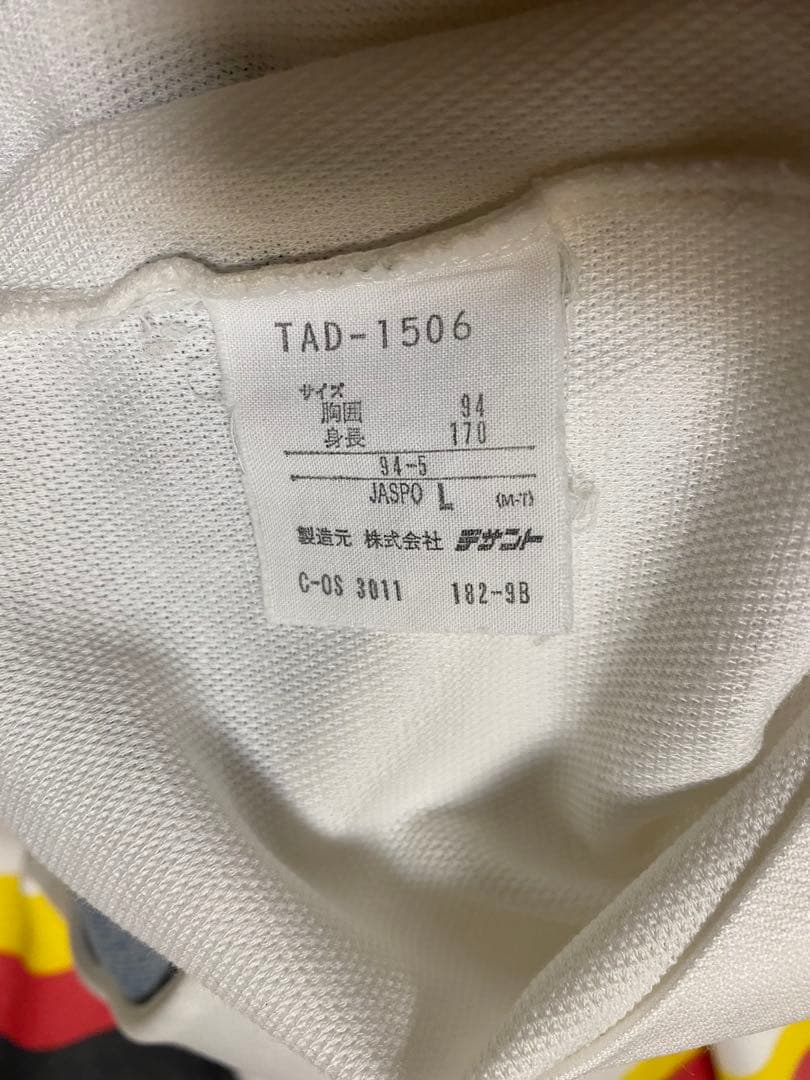 TAD-1506
サイズ
胸囲 94
身長 170
94-5
JASPO L (M-T)
製造元 株式会社 デサント
C-OS 3011 182-9B